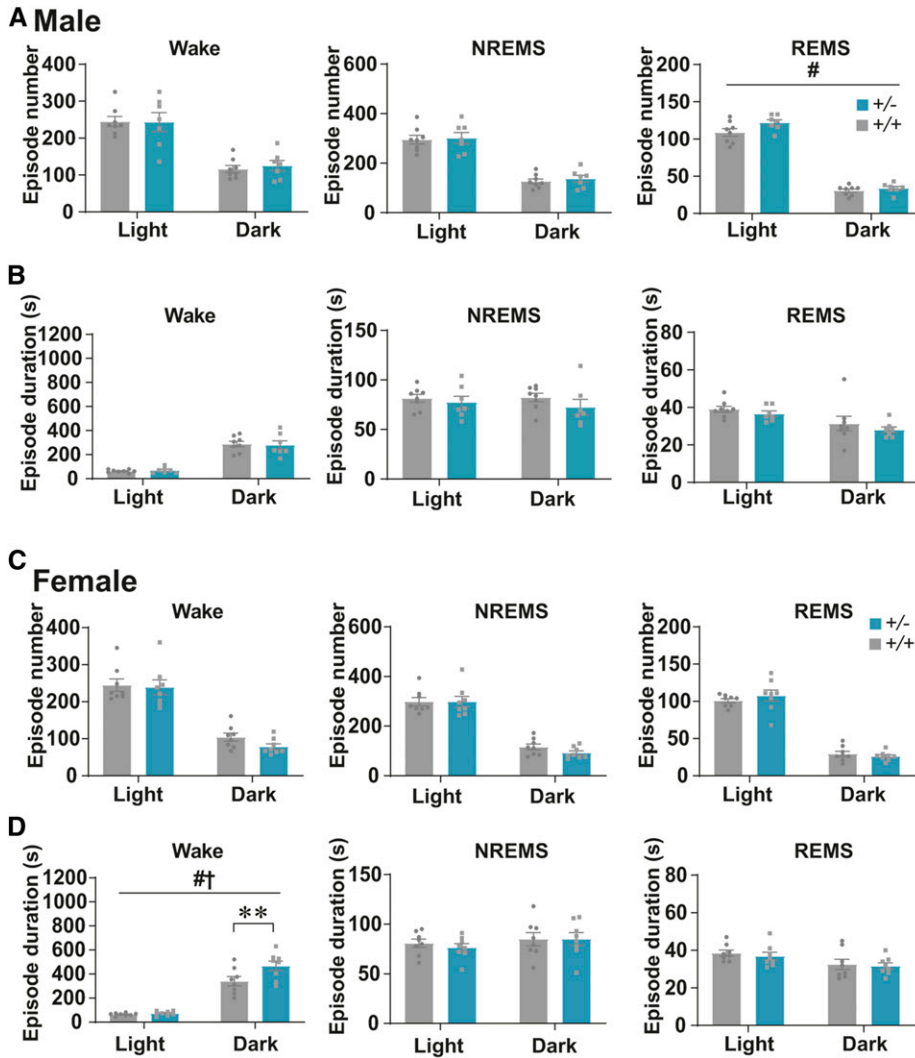 A Male
Wake
NREMS
REMS
Episode number
400
300
200
100
0
Light Dark
Episode number
600
400
200
0
Light Dark
Episode number
200
150
100
50
0
#
+/-
+/+
Light Dark
B
Wake
NREMS
REMS
Episode duration (s)
1200
1000
800
600
400
200
0
Light Dark
Episode duration (s)
150
100
50
0
Light Dark
Episode duration (s)
80
60
40
20
0
Light Dark
C Female
Wake
NREMS
REMS
Episode number
400
300
200
100
0
Light Dark
Episode number
600
400
200
0
Light Dark
Episode number
200
150
100
50
0
+/-
+/+
Light Dark
D
Wake
NREMS
REMS
Episode duration (s)
1200
1000
800
600
400
200
0
#†
**
Light Dark
Episode duration (s)
150
100
50
0
Light Dark
Episode duration (s)
80
60
40
20
0
Light Dark